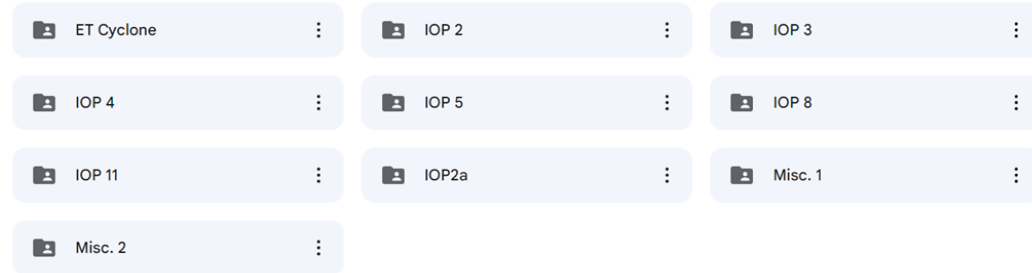 ET Cyclone
IOP 2
IOP 3
IOP 4
IOP 5
IOP 8
IOP 11
IOP2a
Misc. 1
Misc. 2